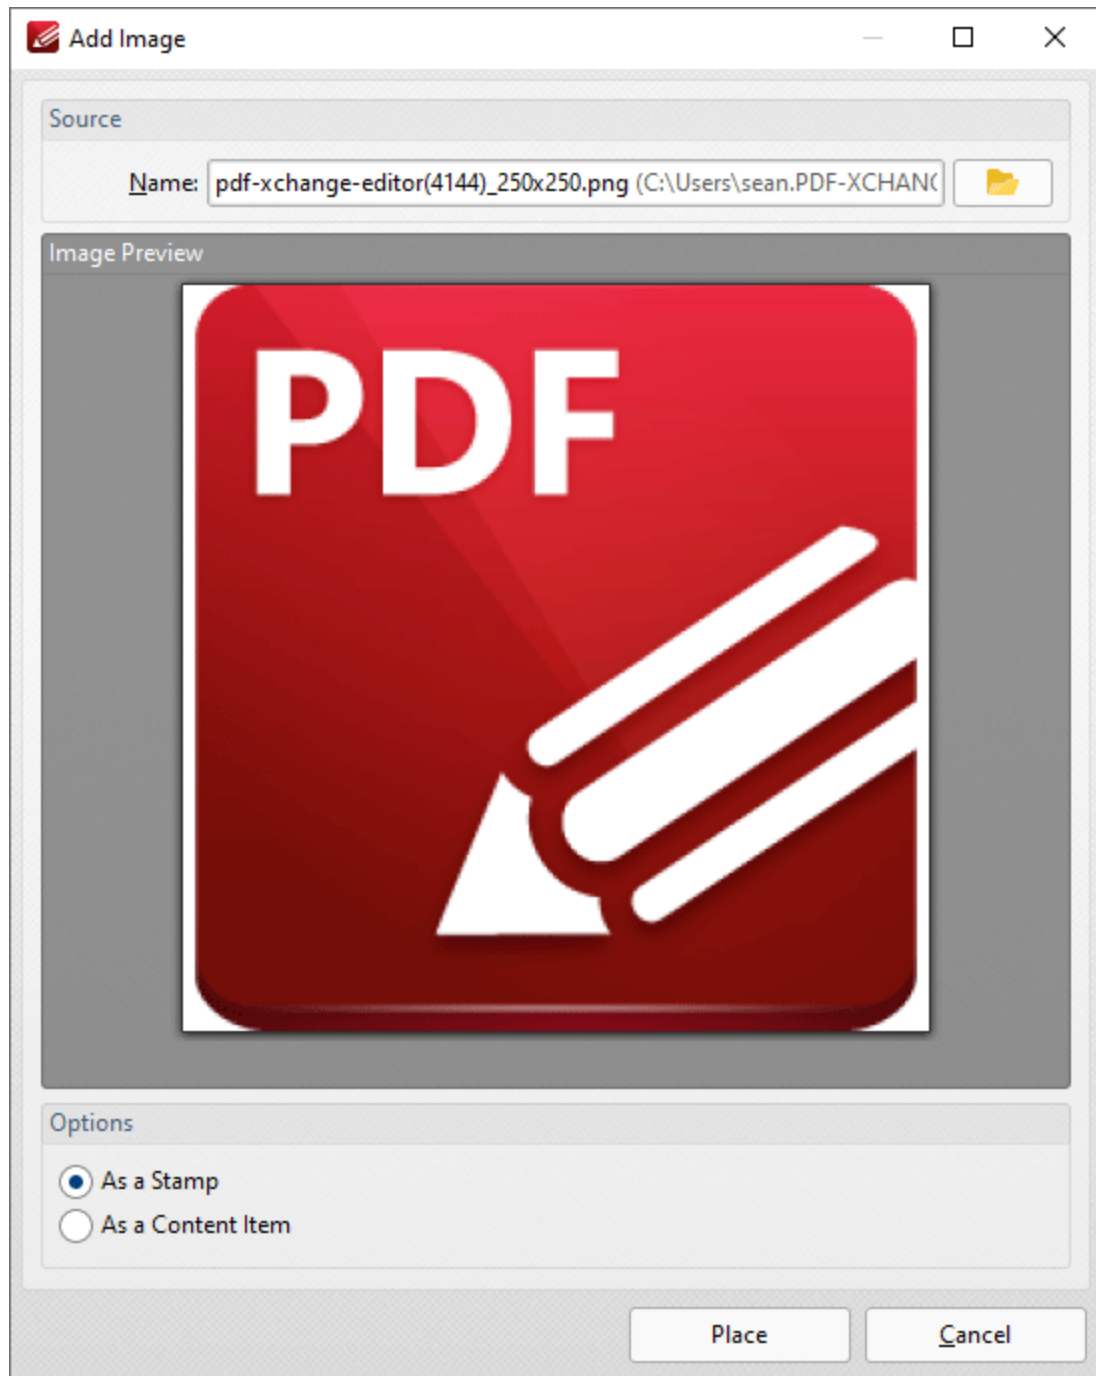 Add Image
Source
Name: pdf-xchange-editor(4144)_250x250.png (C:\Users\sean.PDF-XCHANG
Image Preview
PDF
Options
As a Stamp
As a Content Item
Place Cancel